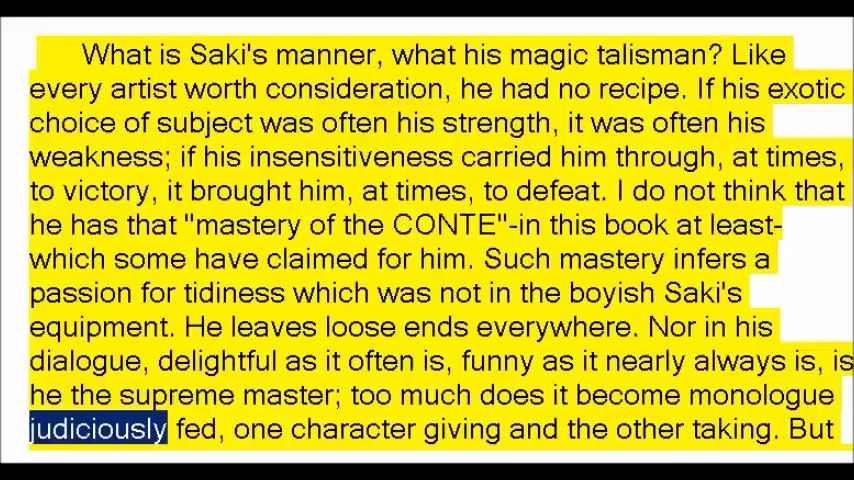 What is Saki's manner, what his magic talisman? Like
every artist worth consideration, he had no recipe. If his exotic
choice of subject was often his strength, it was often his
weakness; if his insensitiveness carried him through, at times,
to victory, it brought him, at times, to defeat. I do not think that
he has that "mastery of the CONTE"-in this book at least-
which some have claimed for him. Such mastery infers a
passion for tidiness which was not in the boyish Saki's
equipment. He leaves loose ends everywhere. Nor in his
dialogue, delightful as it often is, funny as it nearly always is, is
he the supreme master; too much does it become monologue
judiciously fed, one character giving and the other taking. But